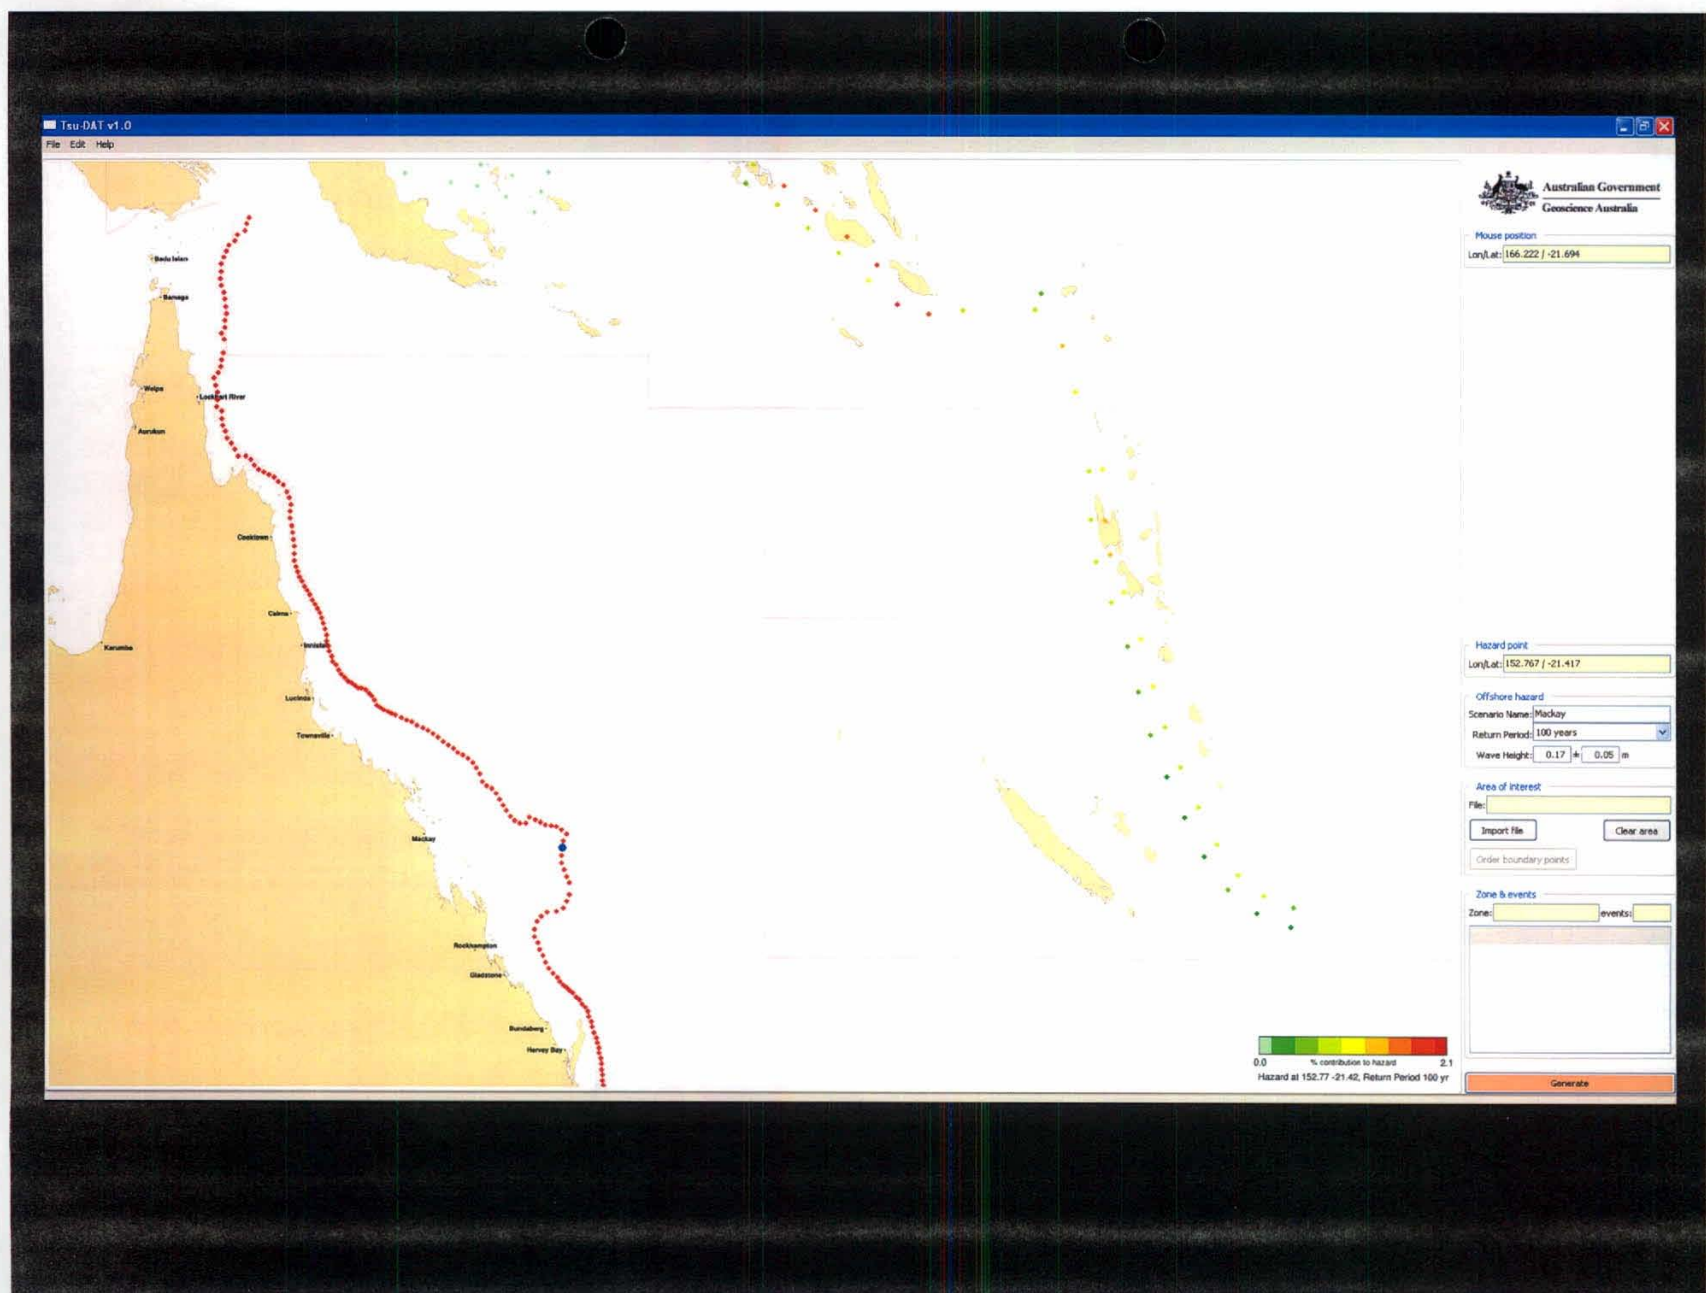 Tsu-DAT v1.0
File Edit Help
Australian Government
Geoscience Australia
Mouse position
Lon/Lat: 166.222 / -21.694
Badu Islan
Bamaga
Weipa
Lockhart River
Aurukun
Cooktown
Cairns
Karumba
Innisfail
Lucinda
Townsville
Mackay
Rockhampton
Gladstone
Bundaberg
Hervey Bay
Hazard point
Lon/Lat: 152.767 / -21.417
Offshore hazard
Scenario Name: Mackay
Return Period: 100 years
Wave Height: 0.17 ± 0.05 m
Area of interest
File:
Import file Clear area
Order boundary points
Zone & events
Zone: events:
0.0 % contribution to hazard 2.1
Hazard at 152.77 -21.42, Return Period 100 yr
Generate